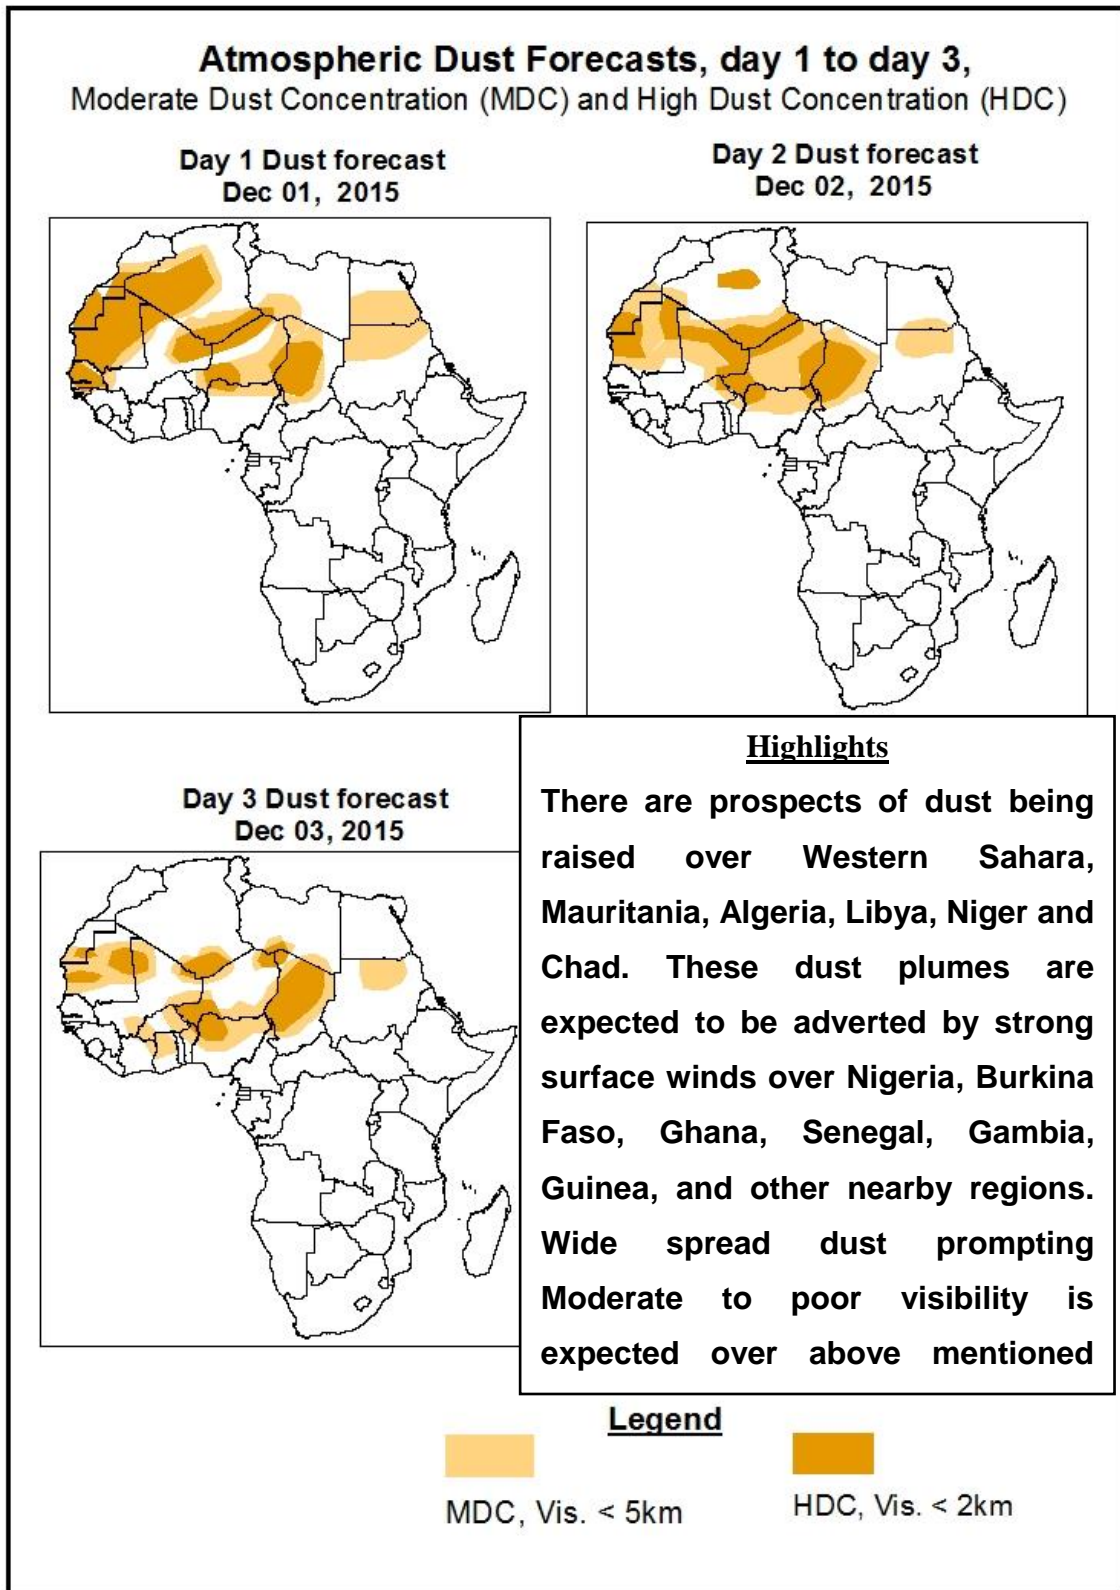 Atmospheric Dust Forecasts, day 1 to day 3,
Moderate Dust Concentration (MDC) and High Dust Concentration (HDC)
Day 1 Dust forecast
Dec 01, 2015
Day 2 Dust forecast
Dec 02, 2015
Day 3 Dust forecast
Dec 03, 2015
Highlights
There are prospects of dust being
raised over Western Sahara,
Mauritania, Algeria, Libya, Niger and
Chad. These dust plumes are
expected to be adverted by strong
surface winds over Nigeria, Burkina
Faso, Ghana, Senegal, Gambia,
Guinea, and other nearby regions.
Wide spread dust prompting
Moderate to poor visibility is
expected over above mentioned
Legend
MDC, Vis. < 5km
HDC, Vis. < 2km